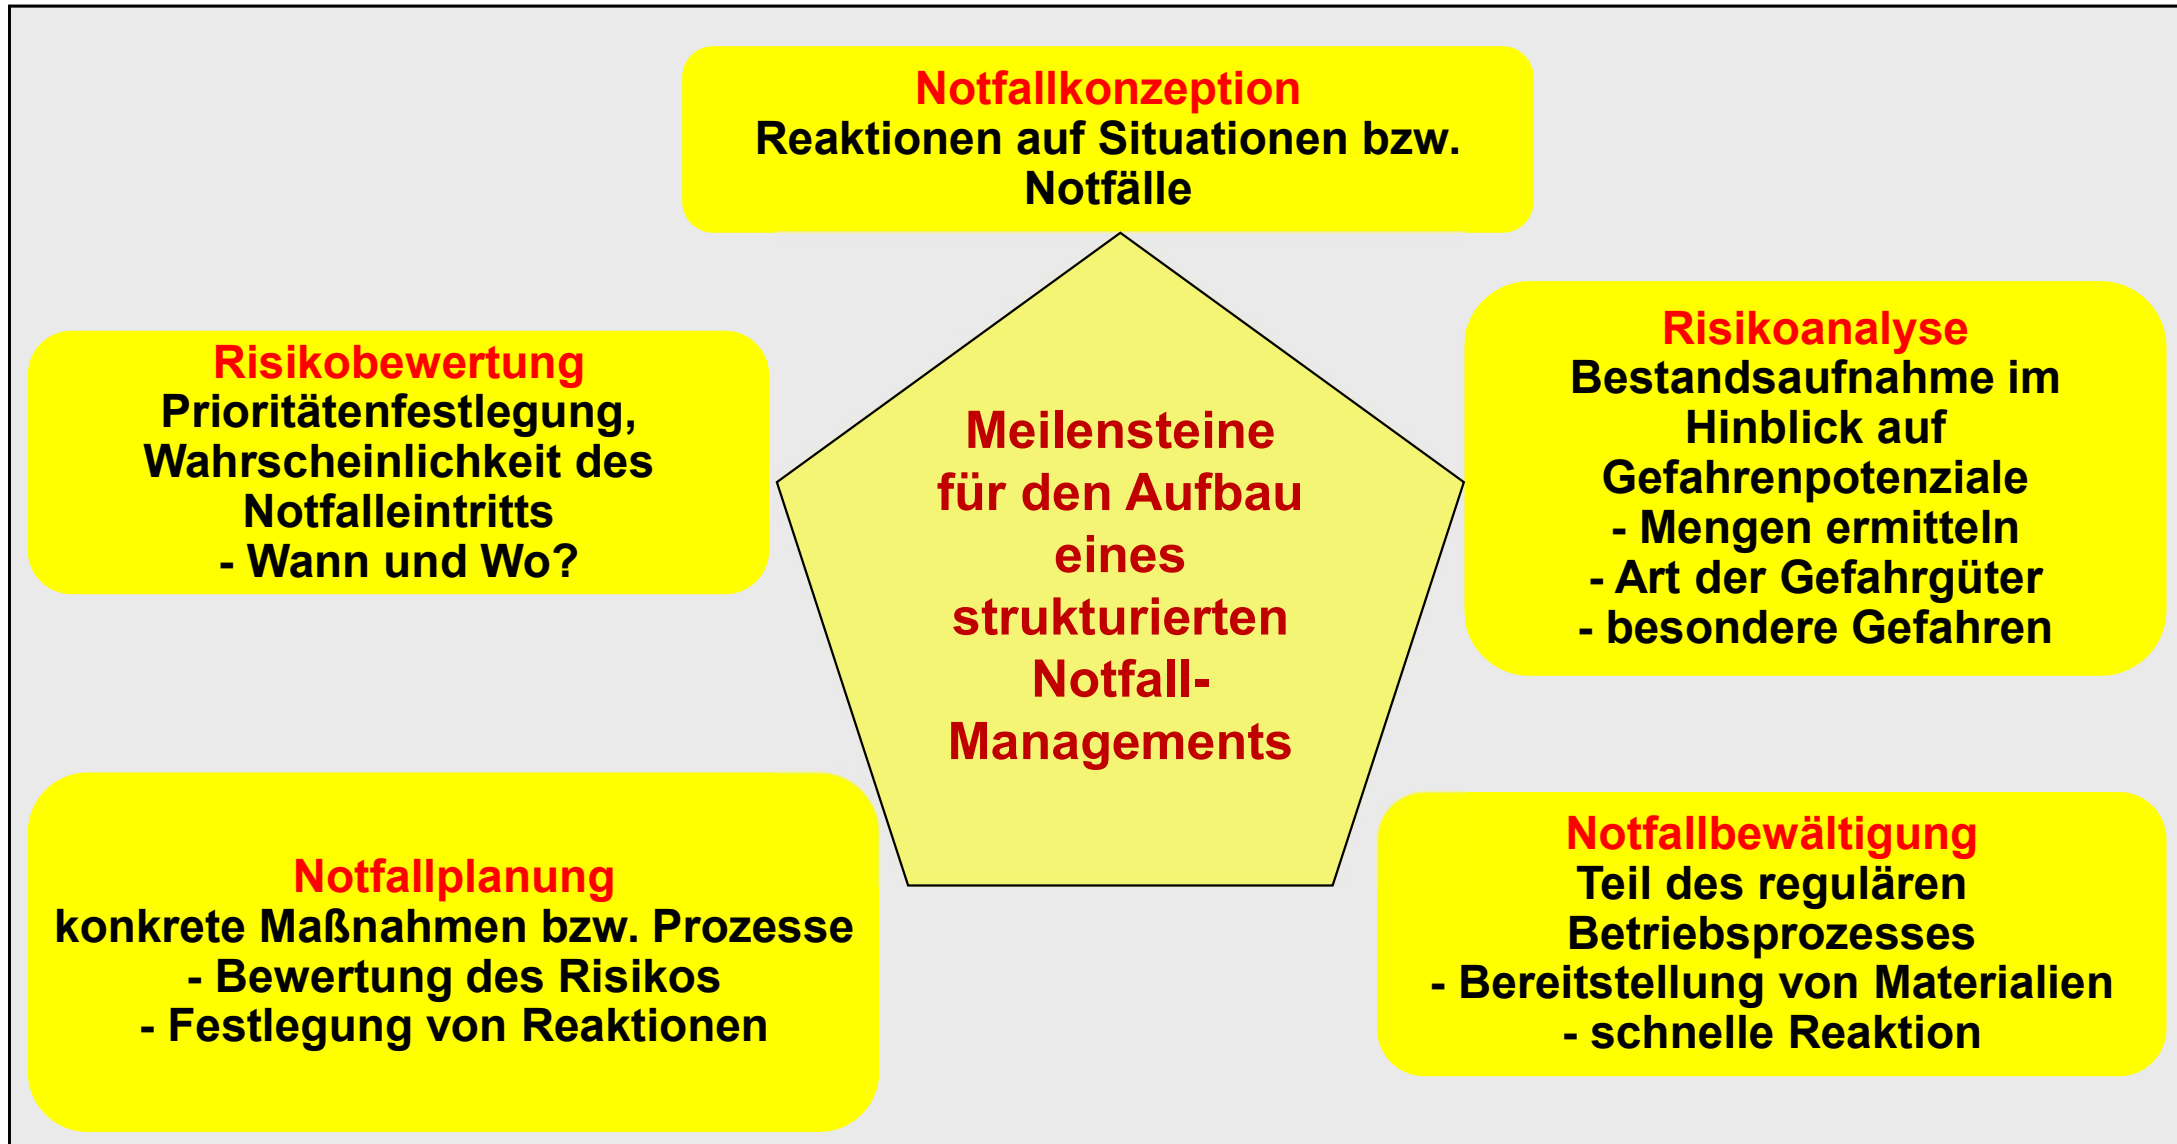 Notfallkonzeption
Reaktionen auf Situationen bzw.
Notfälle
Risikobewertung
Prioritätenfestlegung,
Wahrscheinlichkeit des
Notfalleintritts
- Wann und Wo?
Meilensteine
für den Aufbau
eines
strukturierten
Notfall-
Managements
Risikoanalyse
Bestandsaufnahme im
Hinblick auf
Gefahrenpotenziale
- Mengen ermitteln
- Art der Gefahrgüter
- besondere Gefahren
Notfallplanung
konkrete Maßnahmen bzw. Prozesse
- Bewertung des Risikos
- Festlegung von Reaktionen
Notfallbewältigung
Teil des regulären
Betriebsprozesses
- Bereitstellung von Materialien
- schnelle Reaktion